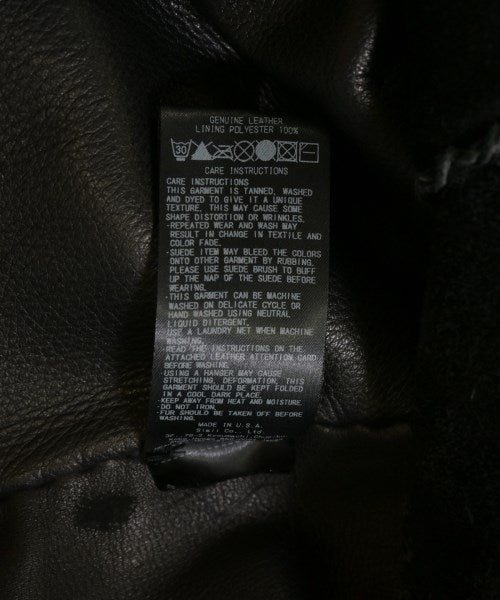 GENUINE LEATHER
LINING POLYESTER 100%
30
CARE INSTRUCTIONS
CARE INSTRUCTIONS
THIS GARMENT IS TANNED, WASHED
AND DYED TO GIVE IT A UNIQUE
TEXTURE. THIS MAY CAUSE SOME
SHAPE DISTORTION OR WRINKLES.
·REPEATED WEAR AND WASH MAY
RESULT IN CHANGE IN TEXTILE AND
COLOR FADE.
·SUEDE ITEM MAY BLEED THE COLORS
ONTO OTHER GARMENT BY RUBBING.
PLEASE USE SUEDE BRUSH TO BUFF
UP THE NAP OF THE SUEDE BEFORE
WEARING.
·THIS GARMENT CAN BE MACHINE
WASHED ON DELICATE CYCLE OR
HAND WASHED USING NEUTRAL
LIQUID DETERGENT.
USE A LAUNDRY NET WHEN MACHINE
WASHING.
·READ THE INSTRUCTIONS ON THE
ATTACHED LEATHER ATTENTION CARD
BEFORE WASHING.
·USING A HANGER MAY CAUSE
STRETCHING, DEFORMATION, THIS
GARMENT SHOULD BE KEPT FOLDED
IN A COOL DARK PLACE.
·KEEP AWAY FROM HEAT AND MOISTURE.
·DO NOT IRON.
·FUR SHOULD BE TAKEN OFF BEFORE
WASHING.
MADE IN U.S.A.
Co., Ltd.